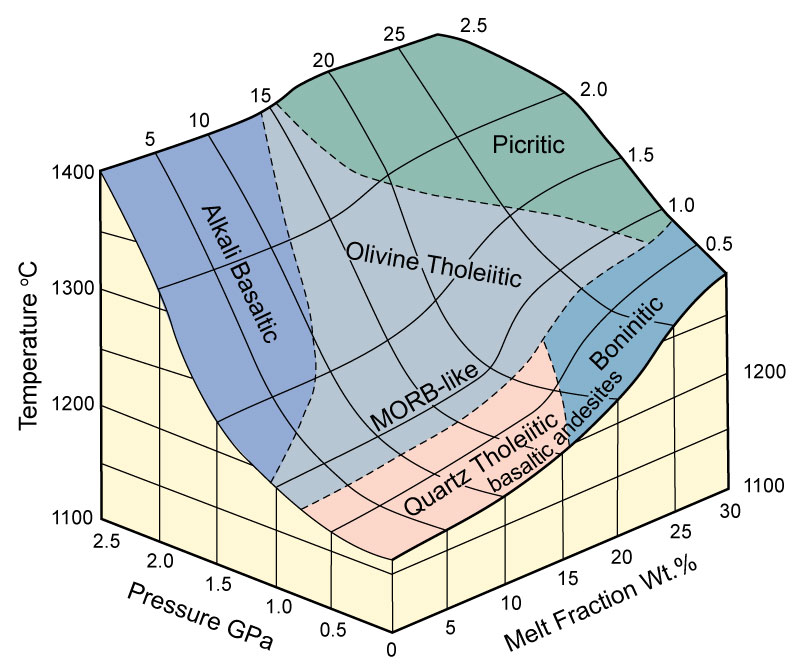 2.5
25
20
15
10
5
2.0
1.5
1.0
0.5
Picritic
Alkali Basaltic
Olivine Tholeiitic
MORB-like
Boninitic
Quartz Tholeiitic
basaltic andesites
Temperature ºC
1400
1300
1200
1100
1200
1100
2.5
2.0
1.5
1.0
0.5
0
5
10
15
20
25
30
Pressure GPa
Melt Fraction Wt.%